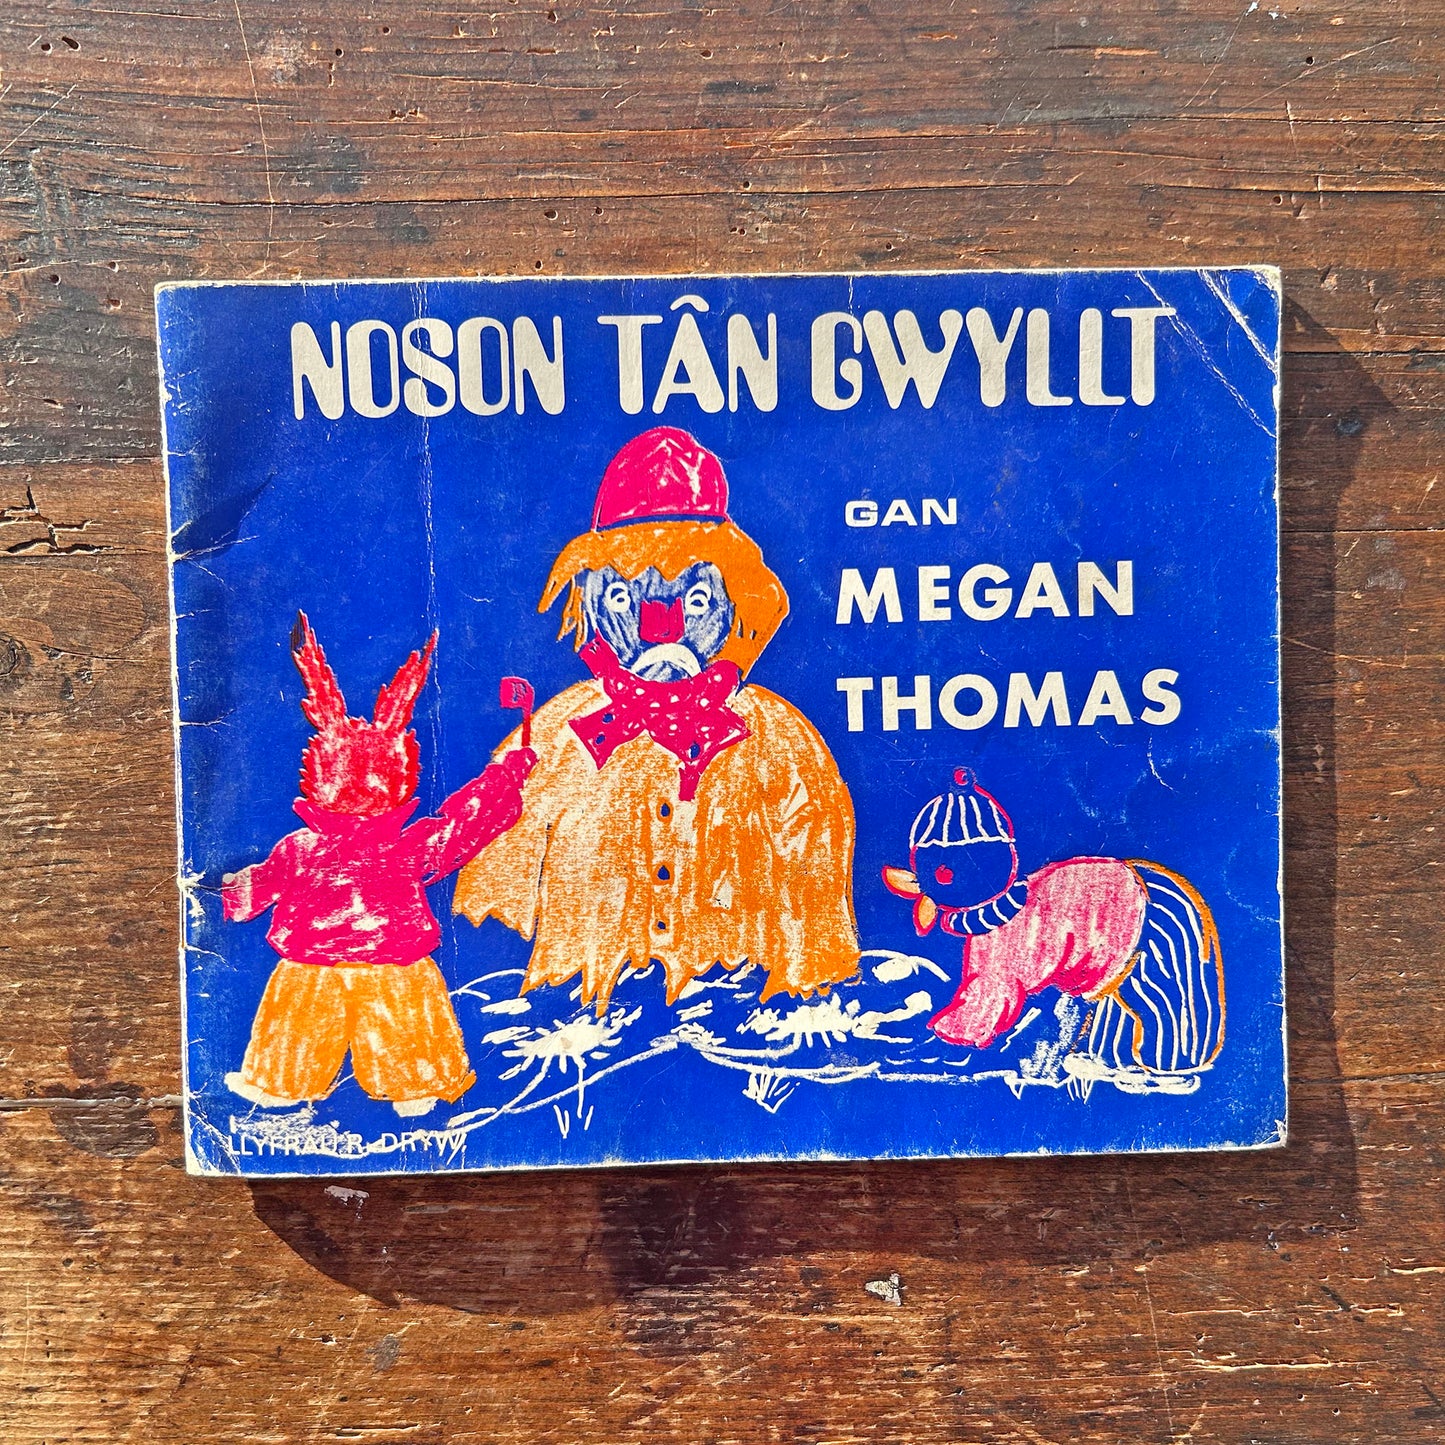 NOSON TÂN GWYLLT
GAN
MEGAN
THOMAS
LLYFRAU'R DRYW